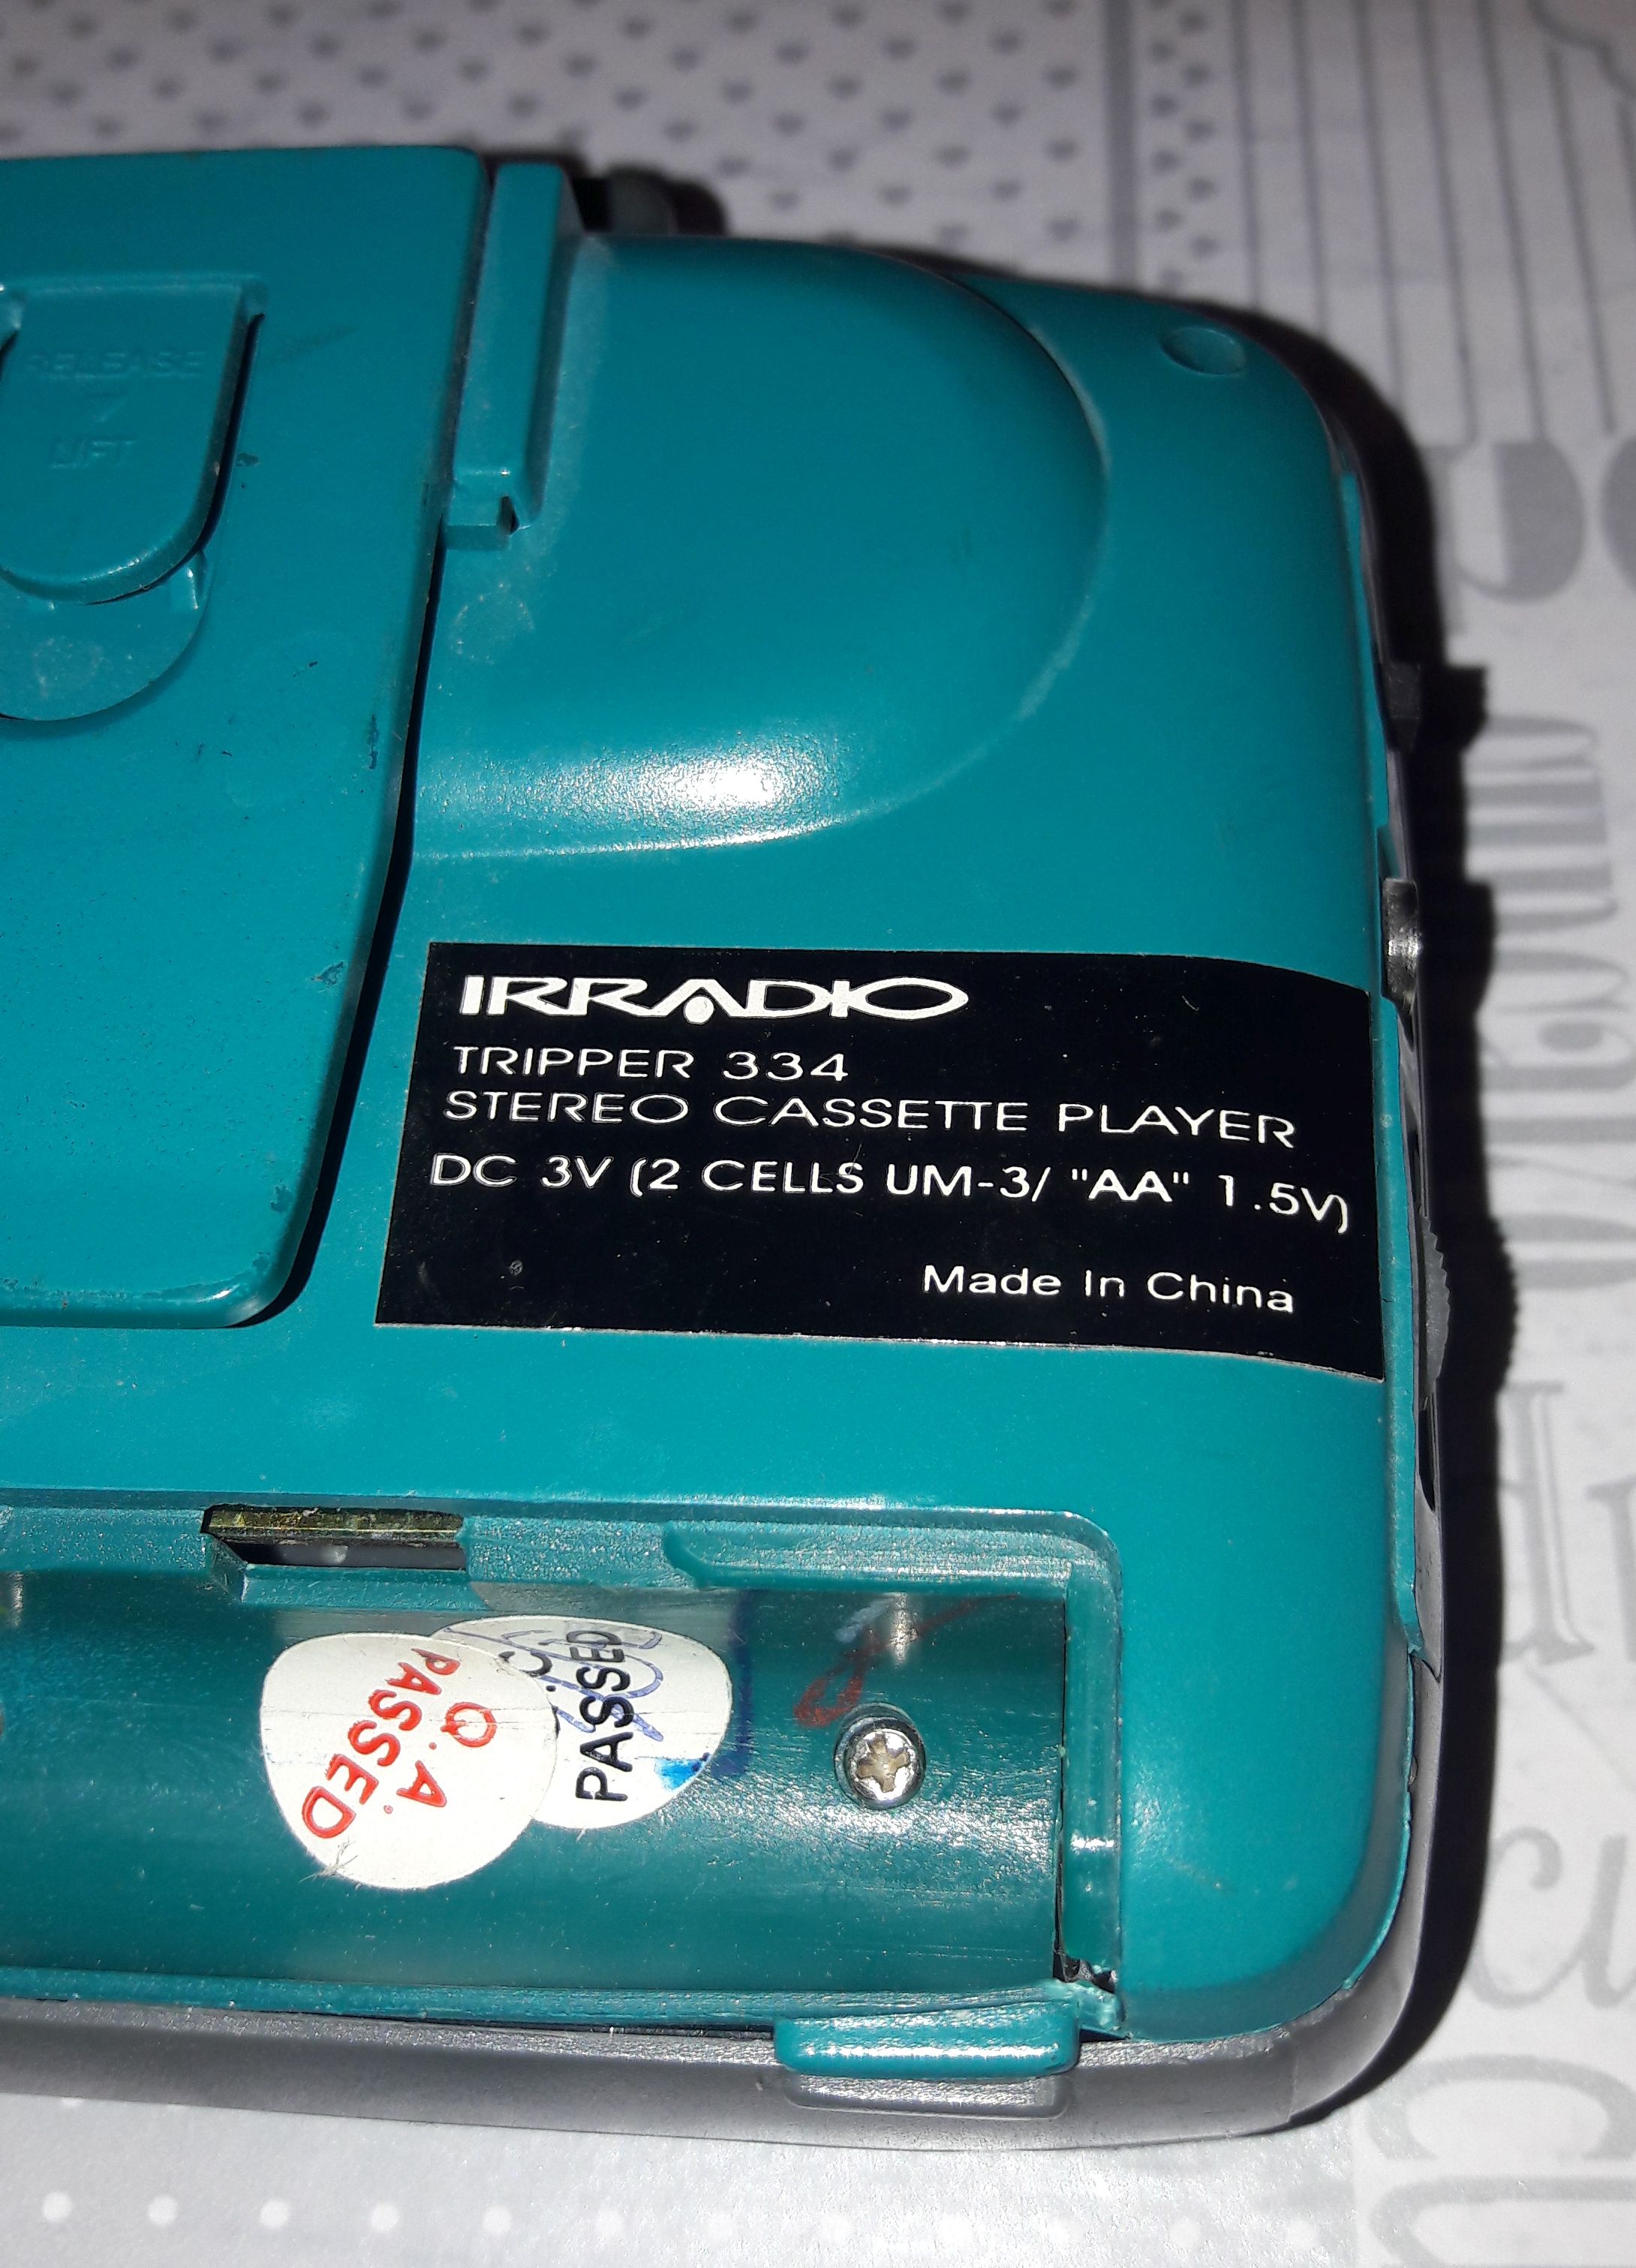 RELEASE
LIFT
IRRADIO
TRIPPER 334
STEREO CASSETTE PLAYER
DC 3V (2 CELLS UM-3/ "AA" 1.5V)
Made In China
Q.A.
PASSED
PASSED